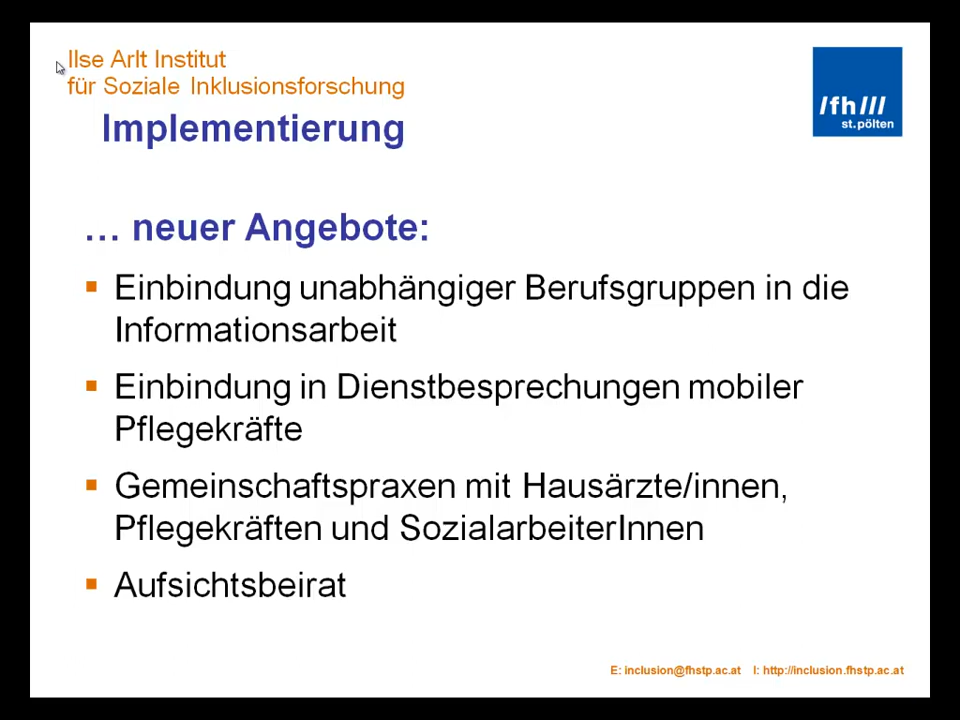 Ilse Arlt Institut
für Soziale Inklusionsforschung
fh///
st.pölten
Implementierung
… neuer Angebote:
Einbindung unabhängiger Berufsgruppen in die
Informationsarbeit
Einbindung in Dienstbesprechungen mobiler
Pflegekräfte
Gemeinschaftspraxen mit Hausärzte/innen,
Pflegekräften und SozialarbeiterInnen
Aufsichtsbeirat
E: inclusion@fhstp.ac.at I: http://inclusion.fhstp.ac.at